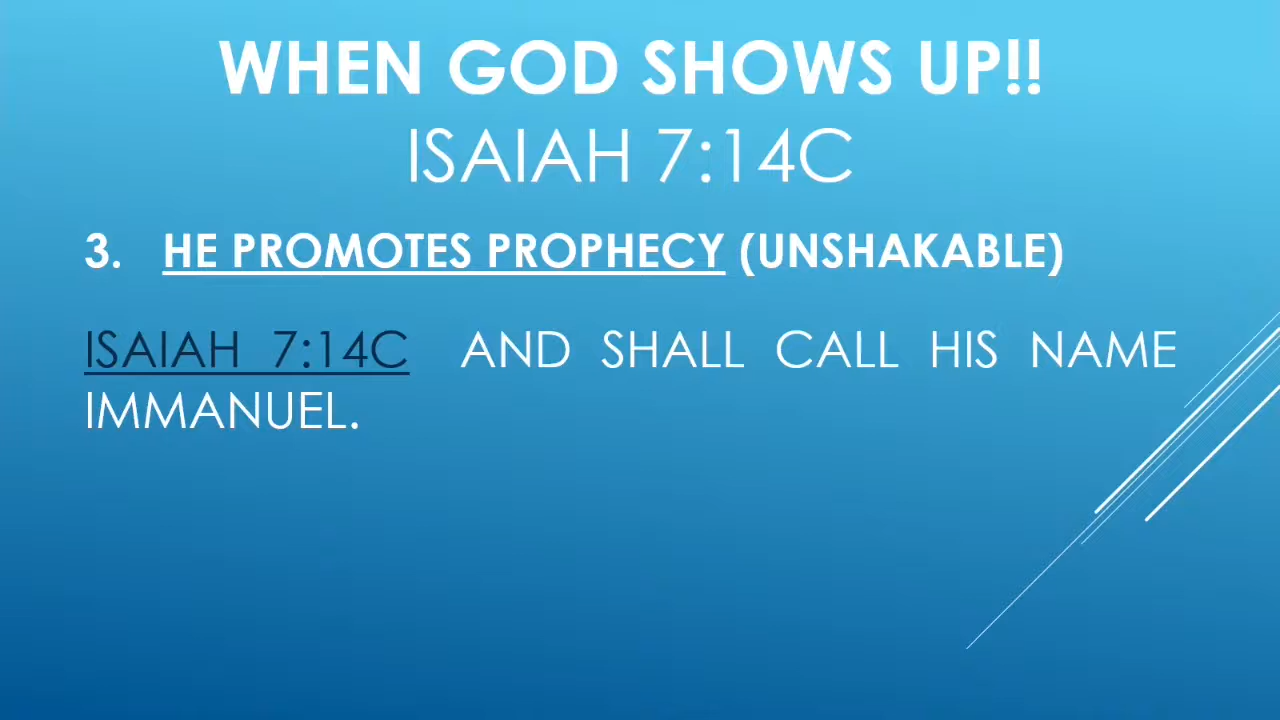 WHEN GOD SHOWS UP!!
ISAIAH 7:14C
3. HE PROMOTES PROPHECY (UNSHAKABLE)
ISAIAH 7:14C AND SHALL CALL HIS NAME
IMMANUEL.